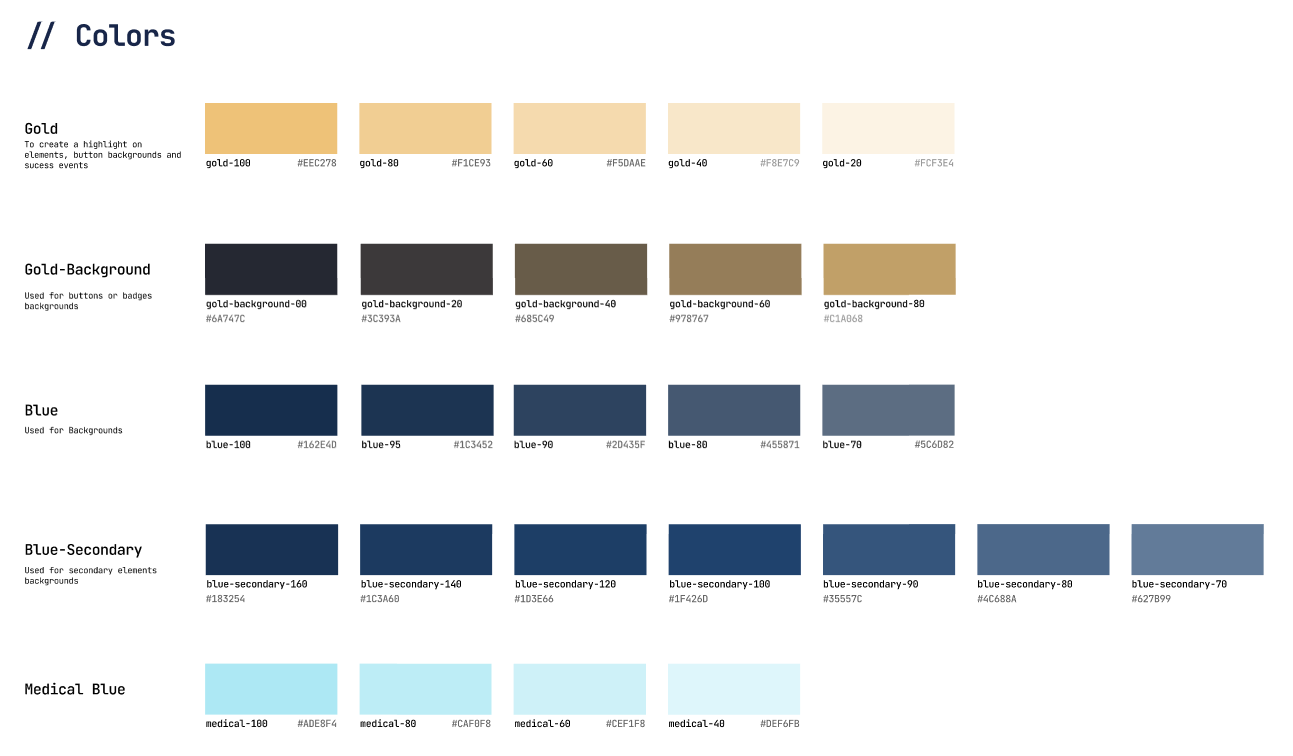 // Colors
Gold
To create a highlight on
elements, button backgrounds and
sucess events
gold-100 #EEC278
gold-80 #F1CE93
gold-60 #F5DAAE
gold-40 #F8E7C9
gold-20 #FCF3E4
Gold-Background
Used for buttons or badges
backgrounds
gold-background-00
#6A747C
gold-background-20
#3C393A
gold-background-40
#685C49
gold-background-60
#978767
gold-background-80
#C1A068
Blue
Used for Backgrounds
blue-100 #162E4D
blue-95 #1C3452
blue-90 #2D435F
blue-80 #455871
blue-70 #5C6D82
Blue-Secondary
Used for secondary elements
backgrounds
blue-secondary-160
#183254
blue-secondary-140
#1C3A60
blue-secondary-120
#1D3E66
blue-secondary-100
#1F426D
blue-secondary-90
#35557C
blue-secondary-80
#4C688A
blue-secondary-70
#627B99
Medical Blue
medical-100 #ADE8F4
medical-80 #CAF0F8
medical-60 #CEF1F8
medical-40 #DEF6FB